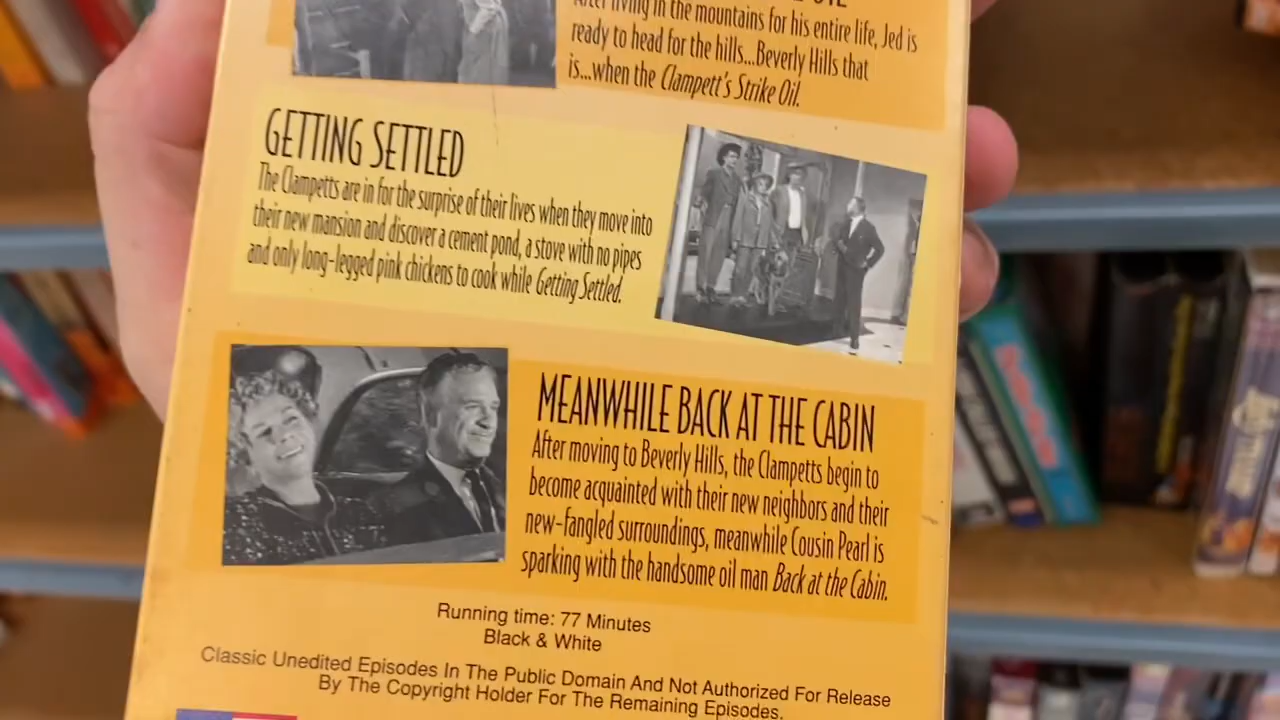 After living in the mountains for his entire life, Jed is
ready to head for the hills...Beverly Hills that
is...when the Clampett's Strike Oil.
GETTING SETTLED
The Clampetts are in for the surprise of their lives when they move into
their new mansion and discover a cement pond, a stove with no pipes
and only long-legged pink chickens to cook while Getting Settled.
MEANWHILE BACK AT THE CABIN
After moving to Beverly Hills, the Clampetts begin to
become acquainted with their new neighbors and their
new-fangled surroundings, meanwhile Cousin Pearl is
sparking with the handsome oil man Back at the Cabin.
Running time: 77 Minutes
Black & White
Classic Unedited Episodes In The Public Domain And Not Authorized For Release
By The Copyright Holder For The Remaining Episodes.